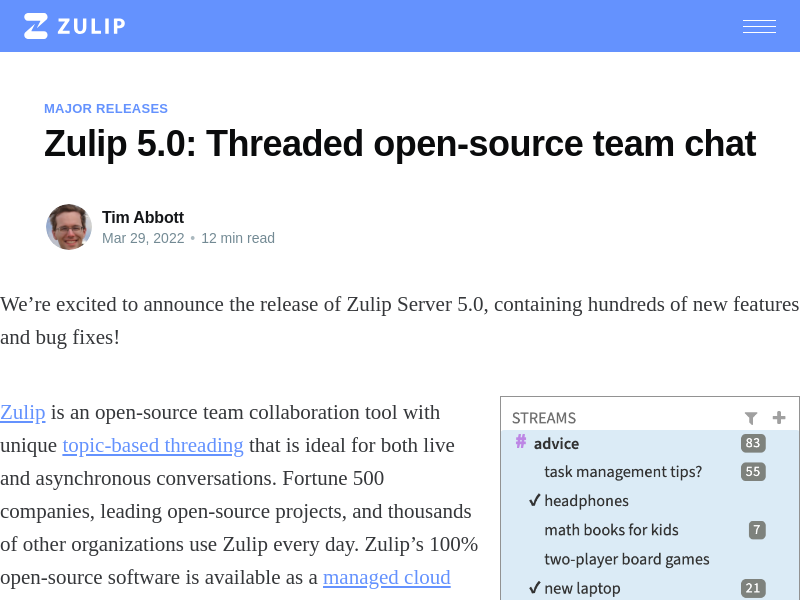 ZULIP
MAJOR RELEASES
Zulip 5.0: Threaded open-source team chat
Tim Abbott
Mar 29, 2022 • 12 min read
We’re excited to announce the release of Zulip Server 5.0, containing hundreds of new features
and bug fixes!
Zulip is an open-source team collaboration tool with
unique topic-based threading that is ideal for both live
and asynchronous conversations. Fortune 500
companies, leading open-source projects, and thousands
of other organizations use Zulip every day. Zulip’s 100%
open-source software is available as a managed cloud
STREAMS
# advice 83
task management tips? 55
✓ headphones
math books for kids 7
two-player board games
✓ new laptop 21